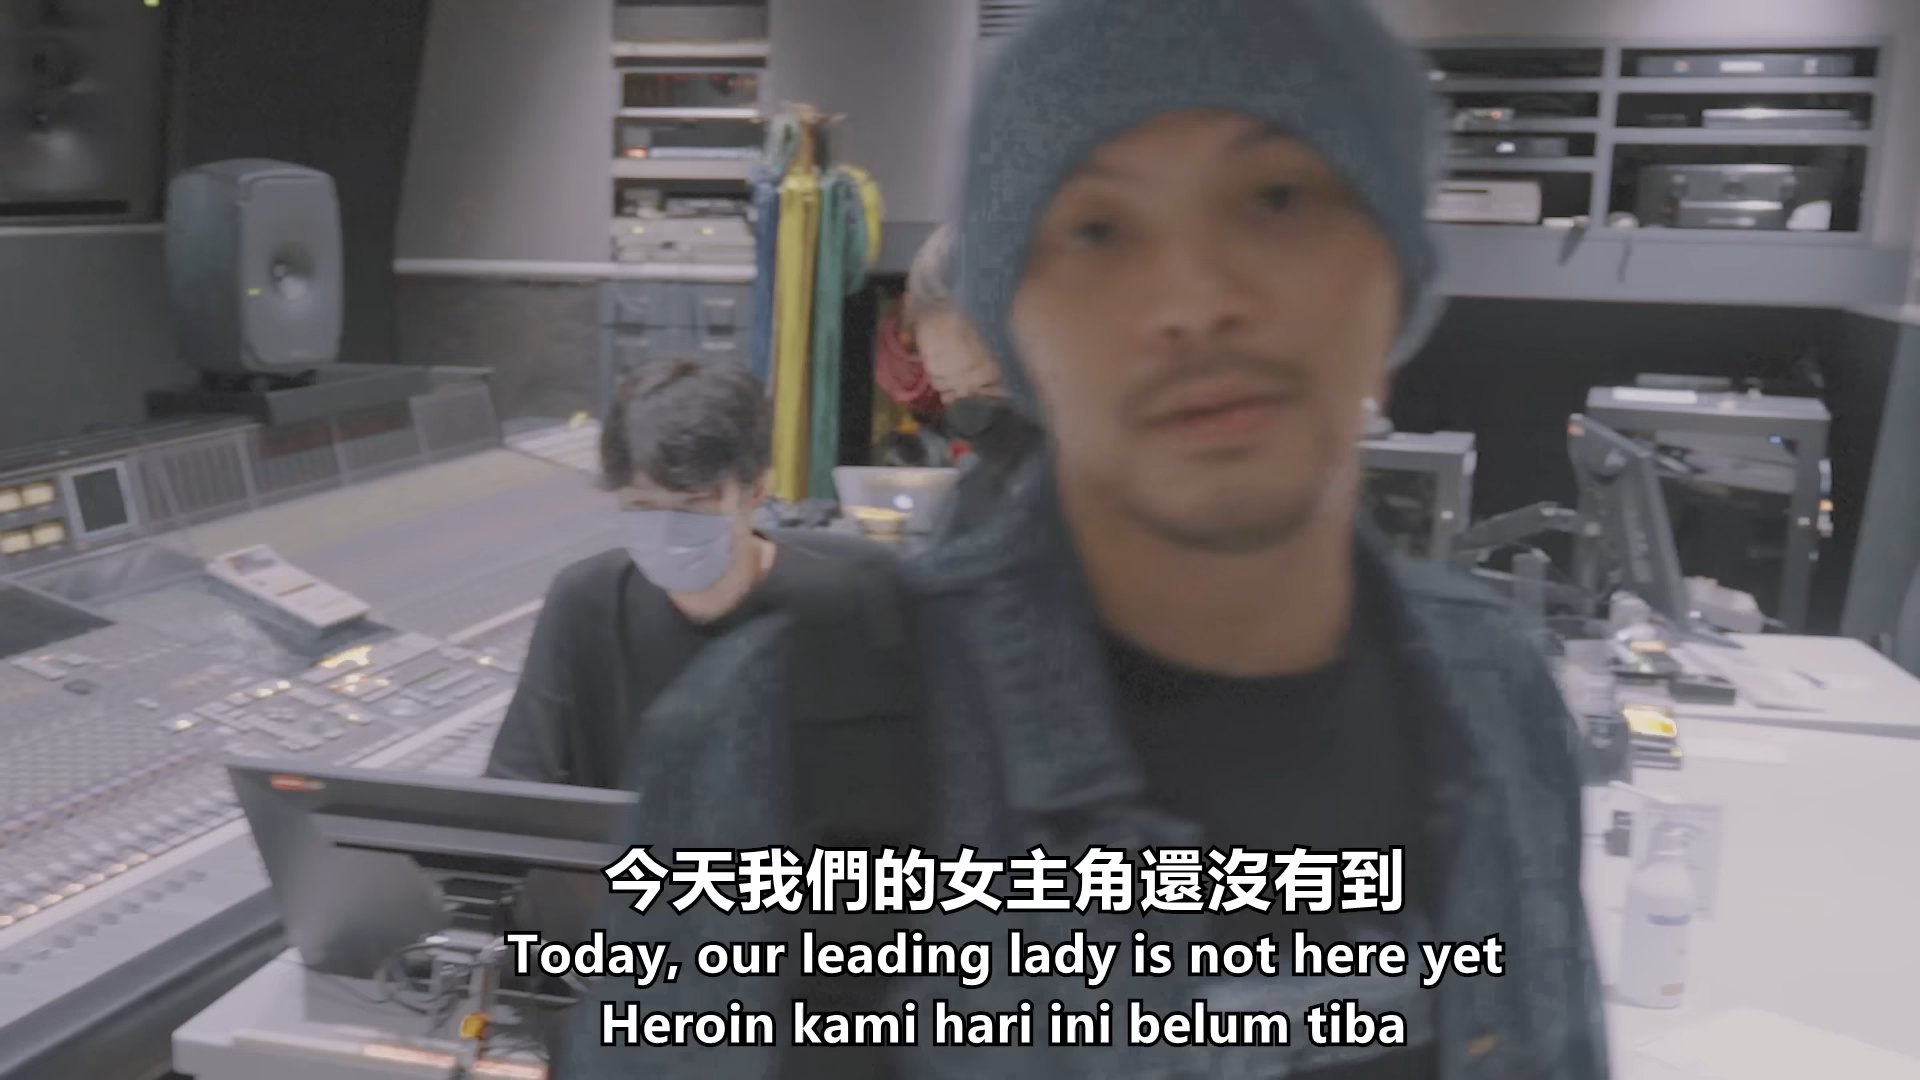 今天我們的女主角還沒有到
Today, our leading lady is not here yet
Heroin kami hari ini belum tiba